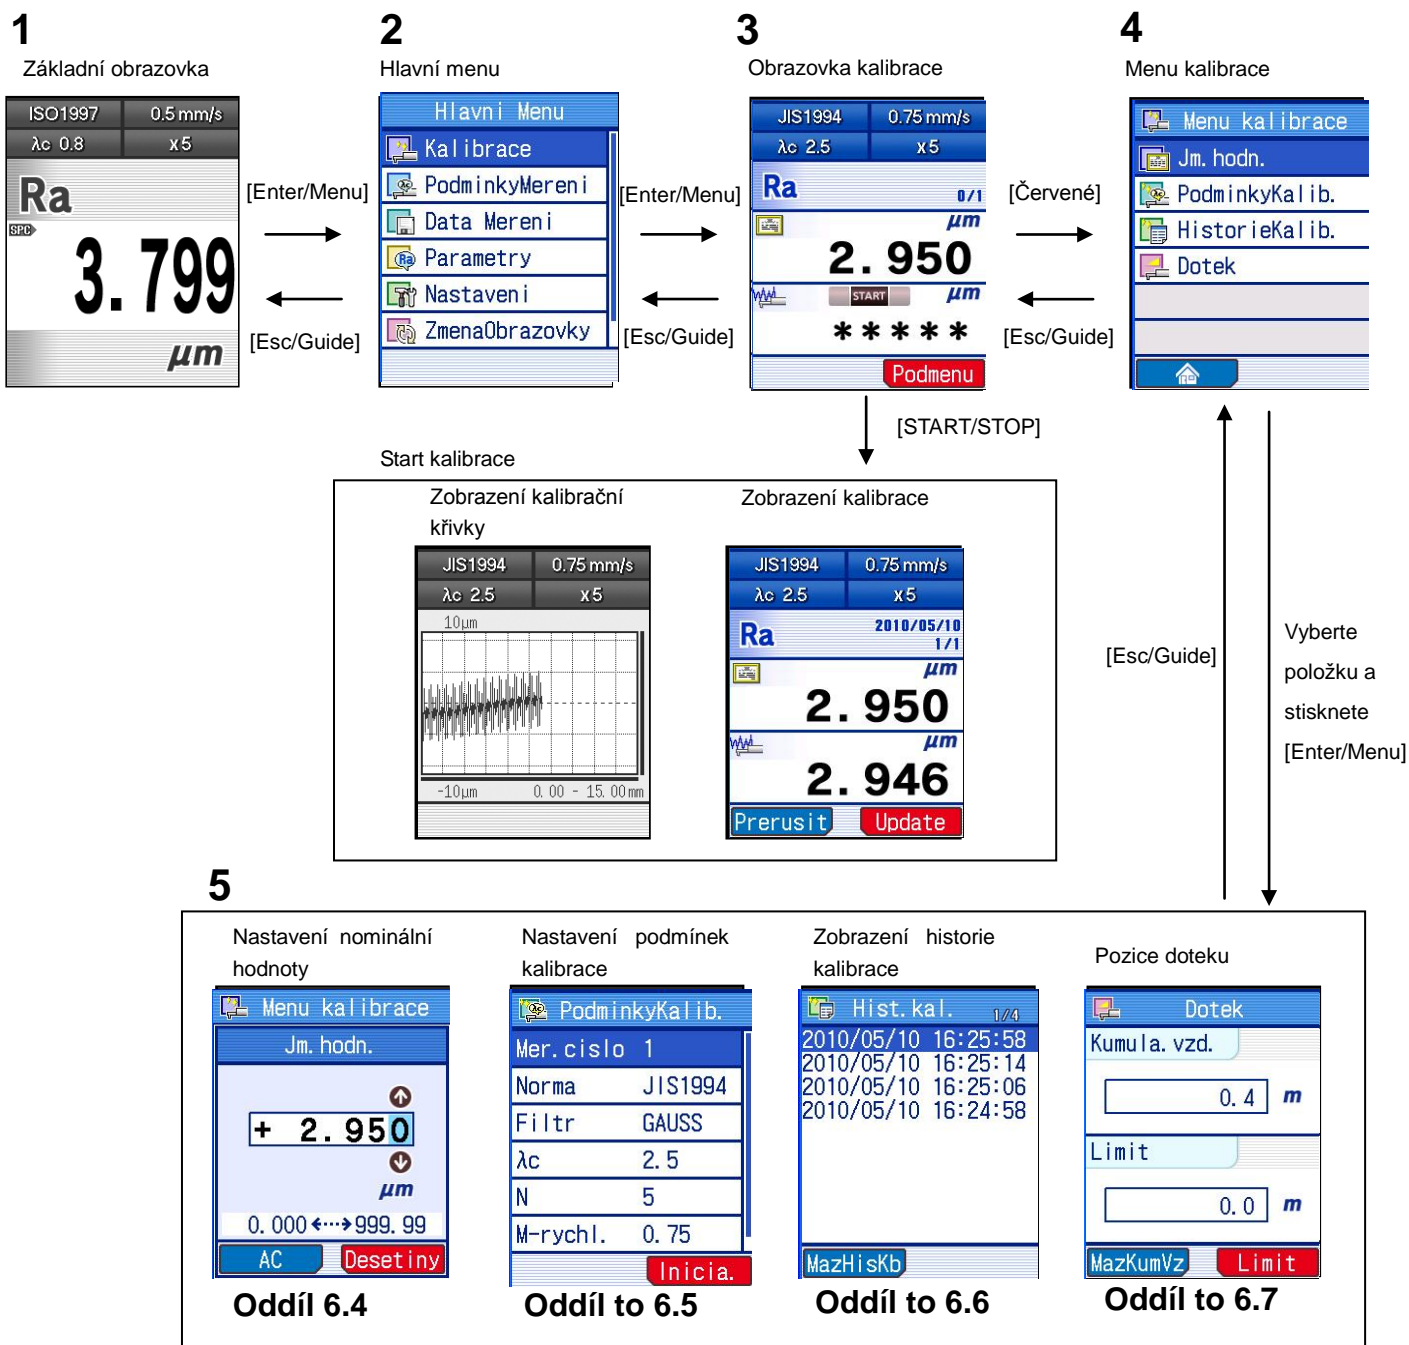 1
Základní obrazovka
ISO1997 0.5 mm/s
λc 0.8 x5
Ra
SPC
3.799
µm
[Enter/Menu]
[Esc/Guide]
2
Hlavní menu
Hlavni Menu
Kalibrace
PodminkyMereni
Data Mereni
Parametry
Nastaveni
ZmenaObrazovky
[Enter/Menu]
[Esc/Guide]
3
Obrazovka kalibrace
JIS1994 0.75 mm/s
λc 2.5 x5
Ra
0/1
µm
2.950
START µm
*****
Podmenu
[Červené]
[Esc/Guide]
4
Menu kalibrace
Menu kalibrace
Jm.hodn.
PodminkyKalib.
HistorieKalib.
Dotek
[START/STOP]
Start kalibrace
Zobrazení kalibrační
křivky
JIS1994 0.75 mm/s
λc 2.5 x5
10µm
-10µm 0.00 - 15.00mm
Zobrazení kalibrace
JIS1994 0.75 mm/s
λc 2.5 x5
Ra
2010/05/10
1/1
µm
2.950
µm
2.946
Prerusit Update
[Esc/Guide]
Vyberte
položku a
stisknete
[Enter/Menu]
5
Nastavení nominální
hodnoty
Menu kalibrace
Jm.hodn.
+ 2.950
µm
0.000 <···> 999.99
AC Desetiny
Oddíl 6.4
Nastavení podmínek
kalibrace
PodminkyKalib.
Mer.cislo 1
Norma JIS1994
Filtr GAUSS
λc 2.5
N 5
M-rychl. 0.75
Inicia.
Oddíl to 6.5
Zobrazení historie
kalibrace
Hist.kal. 1/4
2010/05/10 16:25:58
2010/05/10 16:25:14
2010/05/10 16:25:06
2010/05/10 16:24:58
MazHisKb
Oddíl to 6.6
Pozice doteku
Dotek
Kumula.vzd.
0.4 m
Limit
0.0 m
MazKumVz Limit
Oddíl to 6.7